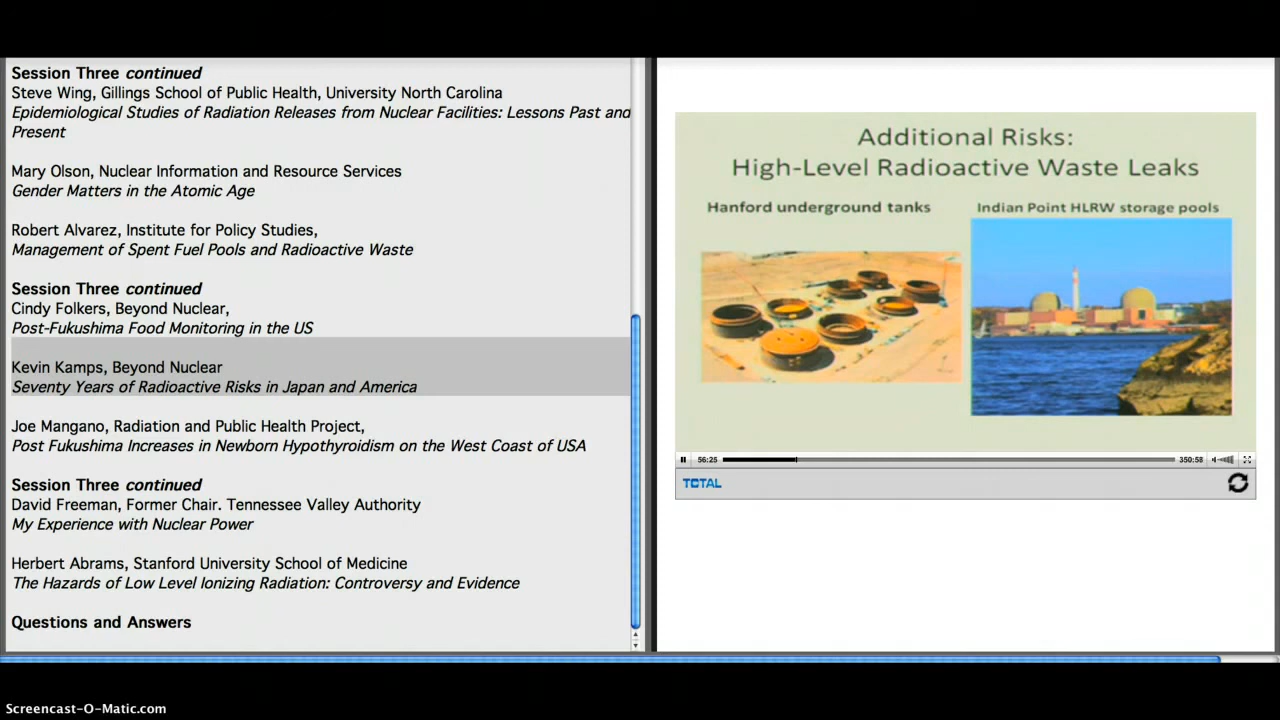 Session Three continued
Steve Wing, Gillings School of Public Health, University North Carolina
Epidemiological Studies of Radiation Releases from Nuclear Facilities: Lessons Past and
Present
Mary Olson, Nuclear Information and Resource Services
Gender Matters in the Atomic Age
Robert Alvarez, Institute for Policy Studies,
Management of Spent Fuel Pools and Radioactive Waste
Session Three continued
Cindy Folkers, Beyond Nuclear,
Post-Fukushima Food Monitoring in the US
Kevin Kamps, Beyond Nuclear
Seventy Years of Radioactive Risks in Japan and America
Joe Mangano, Radiation and Public Health Project,
Post Fukushima Increases in Newborn Hypothyroidism on the West Coast of USA
Session Three continued
David Freeman, Former Chair. Tennessee Valley Authority
My Experience with Nuclear Power
Herbert Abrams, Stanford University School of Medicine
The Hazards of Low Level Ionizing Radiation: Controversy and Evidence
Questions and Answers
Additional Risks:
High-Level Radioactive Waste Leaks
Hanford underground tanks
Indian Point HLRW storage pools
56:25
350:58
TOTAL
Screencast-O-Matic.com